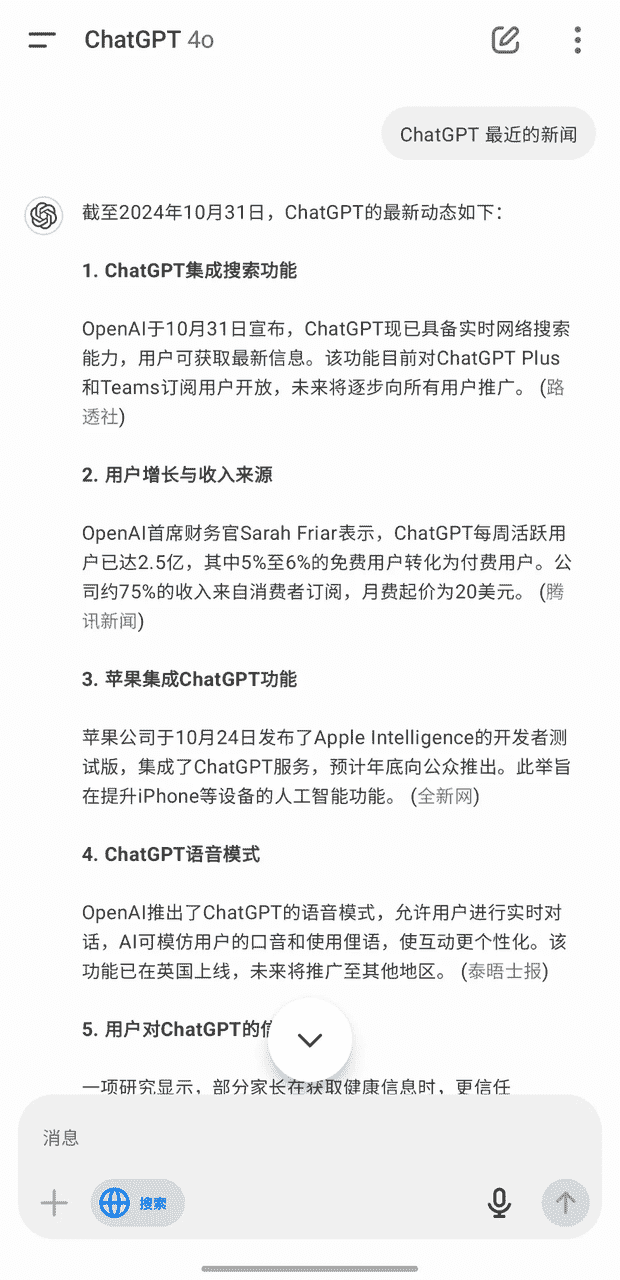 ChatGPT 4o
ChatGPT 最近的新闻
截至2024年10月31日，ChatGPT的最新动态如下：
1. ChatGPT集成搜索功能
OpenAI于10月31日宣布，ChatGPT现已具备实时网络搜索
能力，用户可获取最新信息。该功能目前对ChatGPT Plus
和Teams订阅用户开放，未来将逐步向所有用户推广。 (路
透社)
2. 用户增长与收入来源
OpenAI首席财务官Sarah Friar表示，ChatGPT每周活跃用
户已达2.5亿，其中5%至6%的免费用户转化为付费用户。公
司约75%的收入来自消费者订阅，月费起价为20美元。 (腾
讯新闻)
3. 苹果集成ChatGPT功能
苹果公司于10月24日发布了Apple Intelligence的开发者测
试版，集成了ChatGPT服务，预计年底向公众推出。此举旨
在提升iPhone等设备的人工智能功能。 (全新网)
4. ChatGPT语音模式
OpenAI推出了ChatGPT的语音模式，允许用户进行实时对
话，AI可模仿用户的口音和使用俚语，使互动更个性化。该
功能已在英国上线，未来将推广至其他地区。 (泰晤士报)
5. 用户对ChatGPT的
一项研究显示，部分家长在获取健康信息时，更信任
消息
搜索